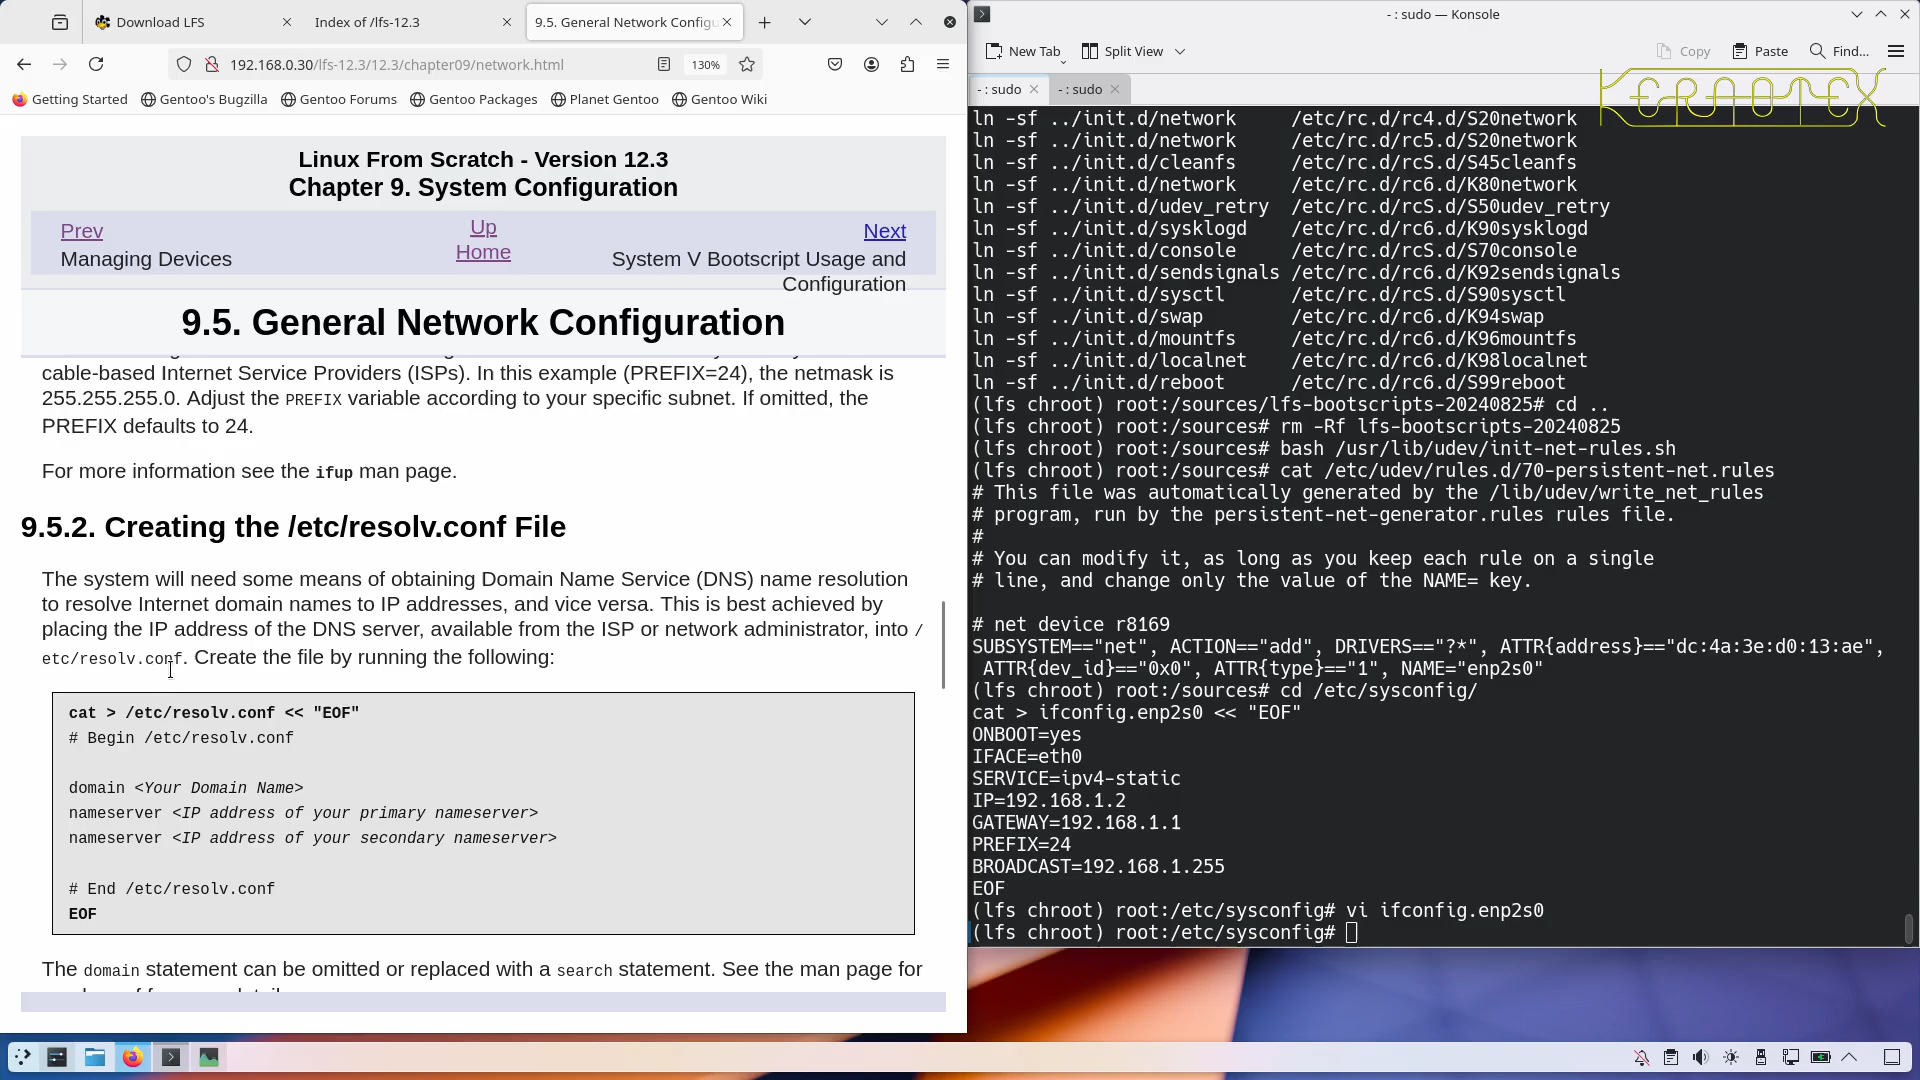 Download LFS
Index of /lfs-12.3
9.5. General Network Configu
192.168.0.30/lfs-12.3/12.3/chapter09/network.html
130%
Getting Started
Gentoo's Bugzilla
Gentoo Forums
Gentoo Packages
Planet Gentoo
Gentoo Wiki
Linux From Scratch - Version 12.3
Chapter 9. System Configuration
Prev
Managing Devices
Up
Home
Next
System V Bootscript Usage and
Configuration
9.5. General Network Configuration
cable-based Internet Service Providers (ISPs). In this example (PREFIX=24), the netmask is
255.255.255.0. Adjust the PREFIX variable according to your specific subnet. If omitted, the
PREFIX defaults to 24.
For more information see the ifup man page.
9.5.2. Creating the /etc/resolv.conf File
The system will need some means of obtaining Domain Name Service (DNS) name resolution
to resolve Internet domain names to IP addresses, and vice versa. This is best achieved by
placing the IP address of the DNS server, available from the ISP or network administrator, into /
etc/resolv.conf. Create the file by running the following:
cat > /etc/resolv.conf << "EOF"
# Begin /etc/resolv.conf
domain <Your Domain Name>
nameserver <IP address of your primary nameserver>
nameserver <IP address of your secondary nameserver>
# End /etc/resolv.conf
EOF
The domain statement can be omitted or replaced with a search statement. See the man page for
- : sudo — Konsole
New Tab
Split View
Copy
Paste
Find...
- : sudo
- : sudo
KERNOTEX
ln -sf ../init.d/network     /etc/rc.d/rc4.d/S20network
ln -sf ../init.d/network     /etc/rc.d/rc5.d/S20network
ln -sf ../init.d/cleanfs     /etc/rc.d/rcS.d/S45cleanfs
ln -sf ../init.d/network     /etc/rc.d/rc6.d/K80network
ln -sf ../init.d/udev_retry  /etc/rc.d/rcS.d/S50udev_retry
ln -sf ../init.d/sysklogd    /etc/rc.d/rc6.d/K90sysklogd
ln -sf ../init.d/console     /etc/rc.d/rcS.d/S70console
ln -sf ../init.d/sendsignals /etc/rc.d/rc6.d/K92sendsignals
ln -sf ../init.d/sysctl      /etc/rc.d/rcS.d/S90sysctl
ln -sf ../init.d/swap        /etc/rc.d/rc6.d/K94swap
ln -sf ../init.d/mountfs     /etc/rc.d/rc6.d/K96mountfs
ln -sf ../init.d/localnet    /etc/rc.d/rc6.d/K98localnet
ln -sf ../init.d/reboot      /etc/rc.d/rc6.d/S99reboot
(lfs chroot) root:/sources/lfs-bootscripts-20240825# cd ..
(lfs chroot) root:/sources# rm -Rf lfs-bootscripts-20240825
(lfs chroot) root:/sources# bash /usr/lib/udev/init-net-rules.sh
(lfs chroot) root:/sources# cat /etc/udev/rules.d/70-persistent-net.rules
# This file was automatically generated by the /lib/udev/write_net_rules
# program, run by the persistent-net-generator.rules rules file.
#
# You can modify it, as long as you keep each rule on a single
# line, and change only the value of the NAME= key.
# net device r8169
SUBSYSTEM=="net", ACTION=="add", DRIVERS=="?*", ATTR{address}=="dc:4a:3e:d0:13:ae",
ATTR{dev_id}=="0x0", ATTR{type}=="1", NAME="enp2s0"
(lfs chroot) root:/sources# cd /etc/sysconfig/
cat > ifconfig.enp2s0 << "EOF"
ONBOOT=yes
IFACE=eth0
SERVICE=ipv4-static
IP=192.168.1.2
GATEWAY=192.168.1.1
PREFIX=24
BROADCAST=192.168.1.255
EOF
(lfs chroot) root:/etc/sysconfig# vi ifconfig.enp2s0
(lfs chroot) root:/etc/sysconfig#